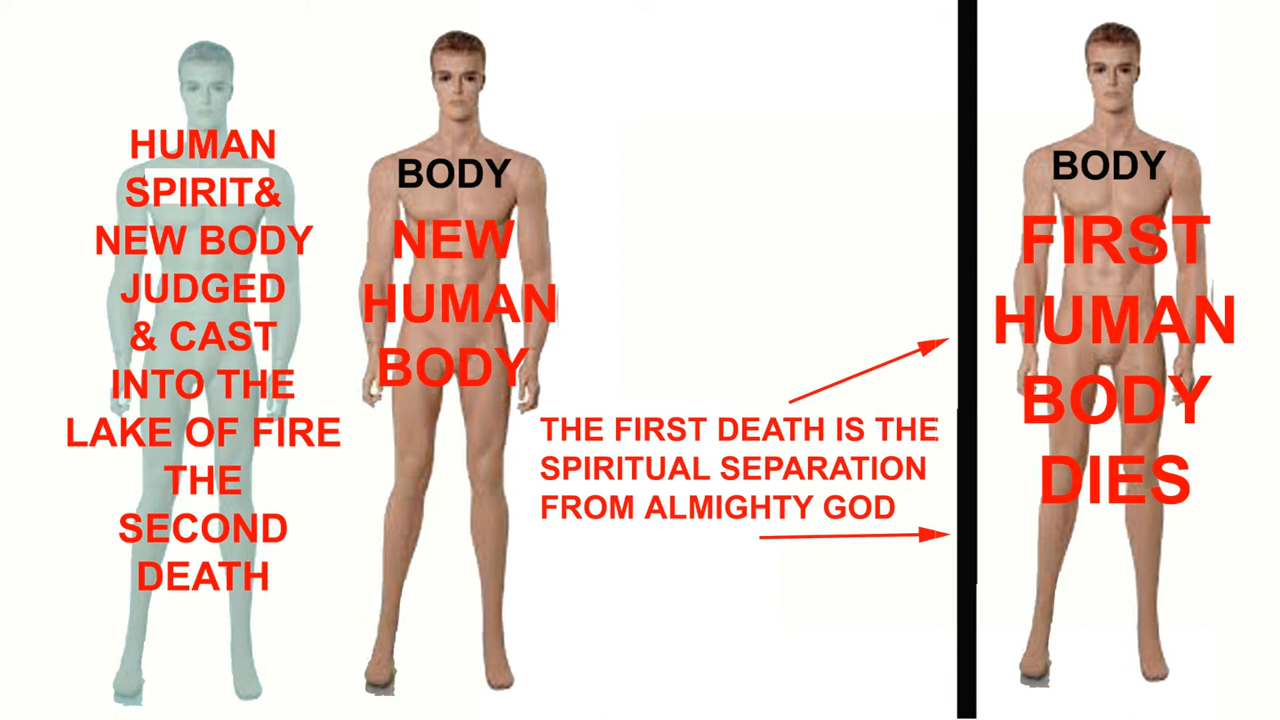 HUMAN
SPIRIT&
NEW BODY
JUDGED
& CAST
INTO THE
LAKE OF FIRE
THE
SECOND
DEATH
BODY
NEW
HUMAN
BODY
THE FIRST DEATH IS THE
SPIRITUAL SEPARATION
FROM ALMIGHTY GOD
BODY
FIRST
HUMAN
BODY
DIES